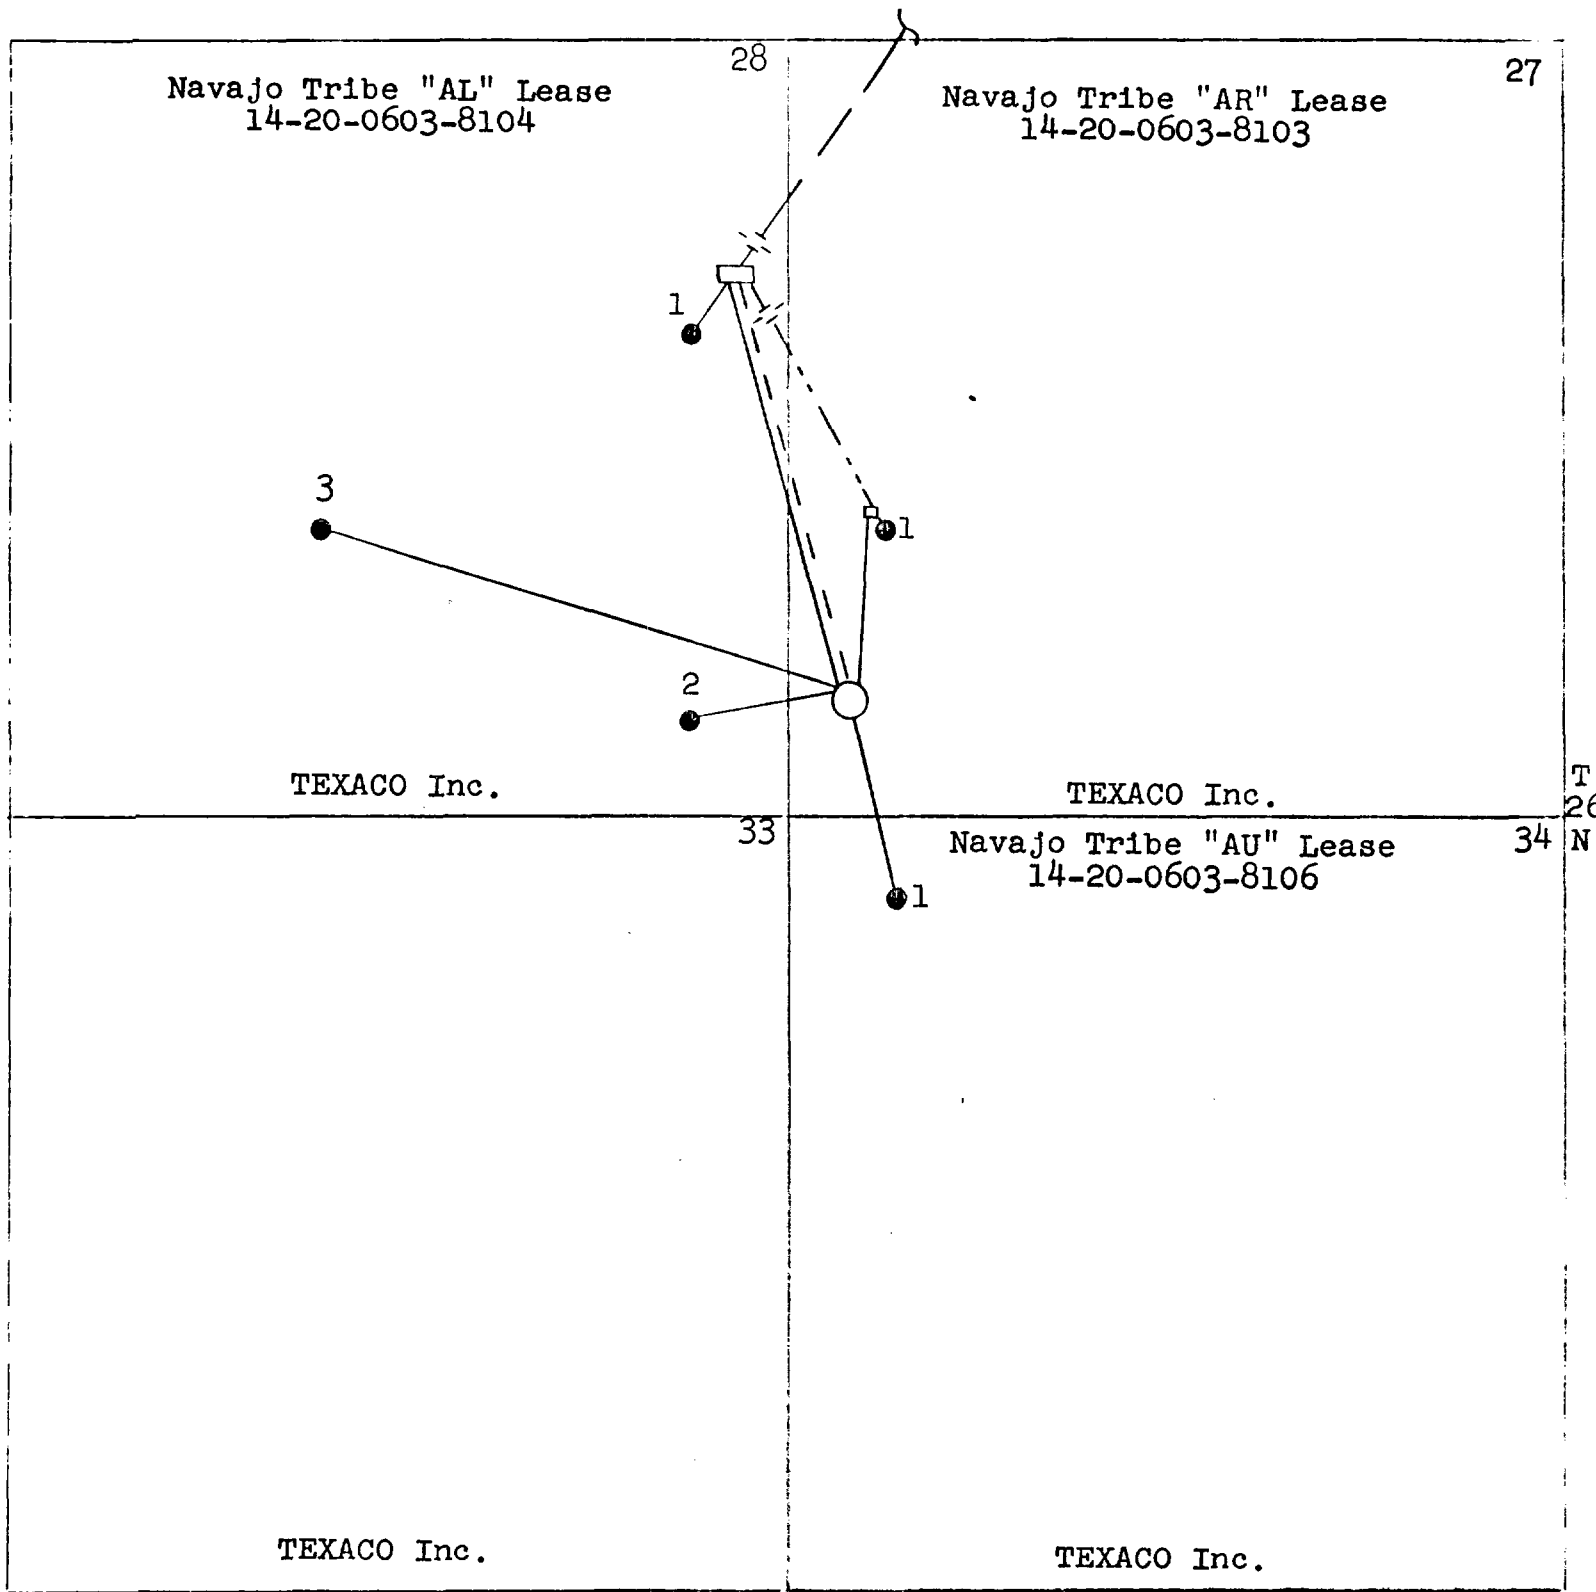 28
27
Navajo Tribe "AL" Lease
14-20-0603-8104
Navajo Tribe "AR" Lease
14-20-0603-8103
1
3
1
2
TEXACO Inc.
TEXACO Inc.
T
26
N
33
34
Navajo Tribe "AU" Lease
14-20-0603-8106
1
TEXACO Inc.
TEXACO Inc.